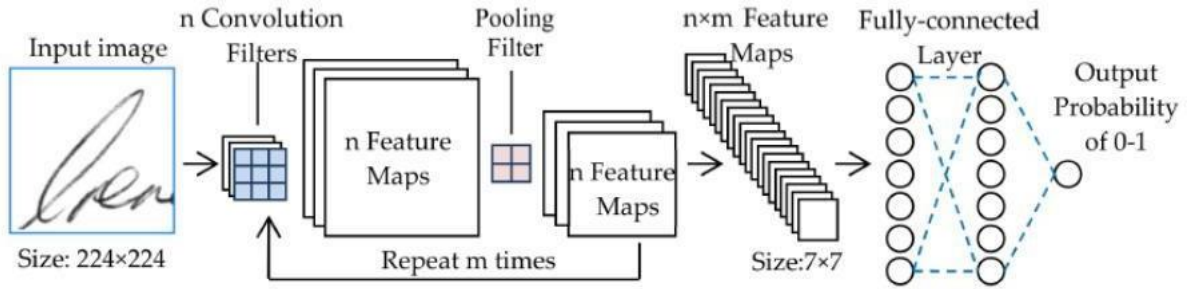 Input image
Size: 224×224
n Convolution
Filters
n Feature
Maps
Repeat m times
Pooling
Filter
n Feature
Maps
n×m Feature
Maps
Size:7×7
Fully-connected
Layer
Output
Probability
of 0-1